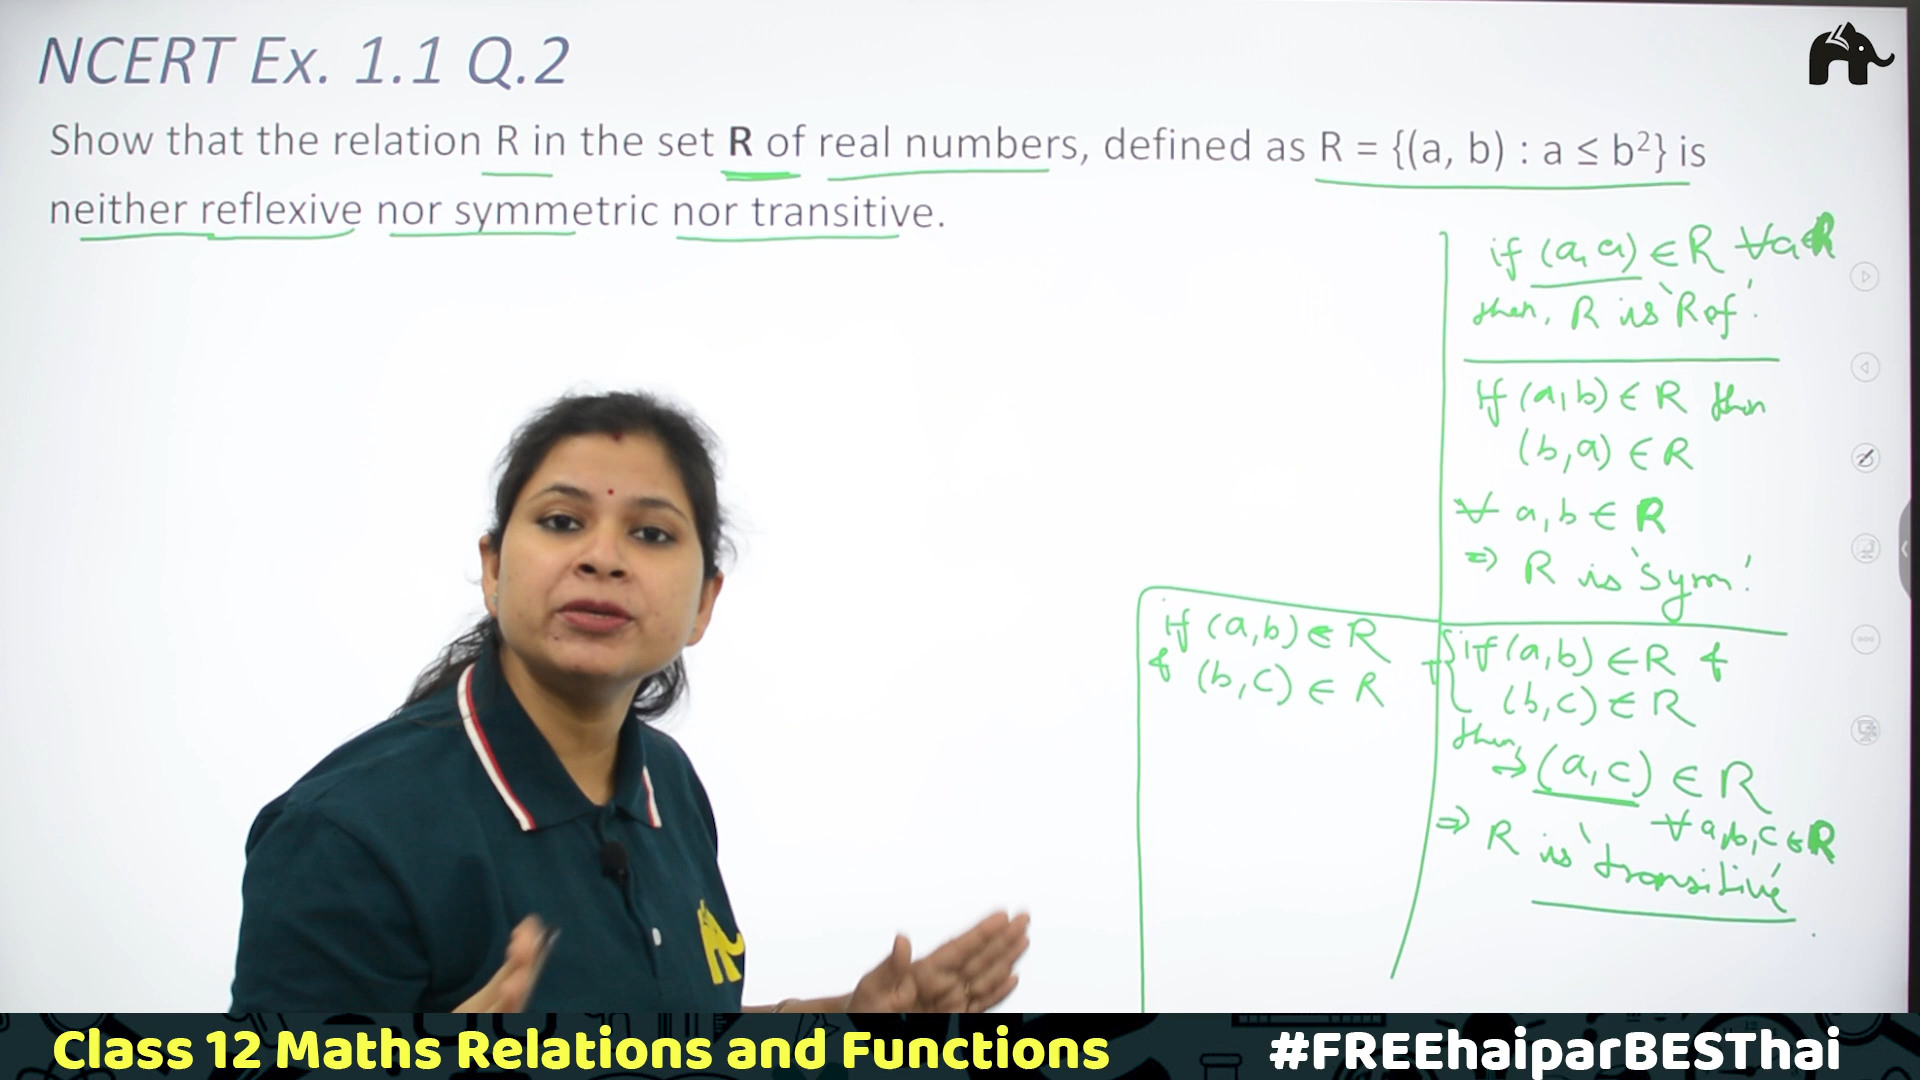 NCERT Ex. 1.1 Q.2
Show that the relation R in the set R of real numbers, defined as R = {(a, b) : a ≤ b²} is
neither reflexive nor symmetric nor transitive.
if (a, a) ∈ R ∀a∈R
then, R is 'Ref'.
If (a, b) ∈ R then
(b, a) ∈ R
∀ a, b ∈ R
⇒ R is 'Sym'.
if (a,b) ∈ R
& (b,c) ∈ R
if (a,b) ∈ R &
(b,c) ∈ R
then,
⇒ (a,c) ∈ R
∀ a,b,c ∈ R
⇒ R is 'transitive'
Class 12 Maths Relations and Functions
#FREEhaiparBESThai